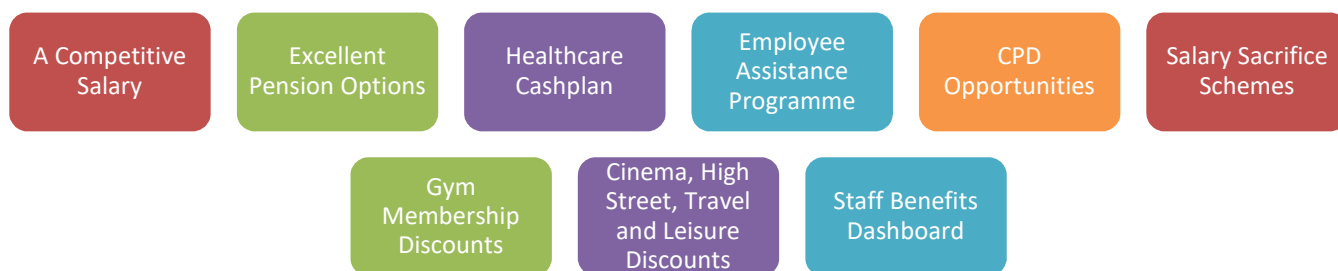 A Competitive
Salary
Excellent
Pension Options
Healthcare
Cashplan
Employee
Assistance
Programme
CPD
Opportunities
Salary Sacrifice
Schemes
Gym
Membership
Discounts
Cinema, High
Street, Travel
and Leisure
Discounts
Staff Benefits
Dashboard